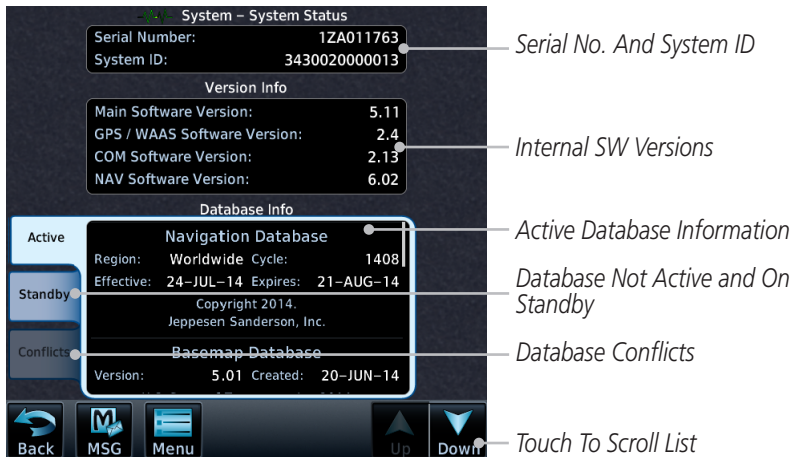 System – System Status
Serial Number: 1ZA011763
System ID: 3430020000013
Serial No. And System ID
Version Info
Main Software Version: 5.11
GPS / WAAS Software Version: 2.4
COM Software Version: 2.13
NAV Software Version: 6.02
Internal SW Versions
Database Info
Active
Navigation Database
Region: Worldwide Cycle: 1408
Effective: 24–JUL–14 Expires: 21–AUG–14
Copyright 2014.
Jeppesen Sanderson, Inc.
Active Database Information
Standby
Database Not Active and On
Standby
Conflicts
Basemap Database
Version: 5.01 Created: 20–JUN–14
Database Conflicts
Back MSG Menu Up Down
Touch To Scroll List